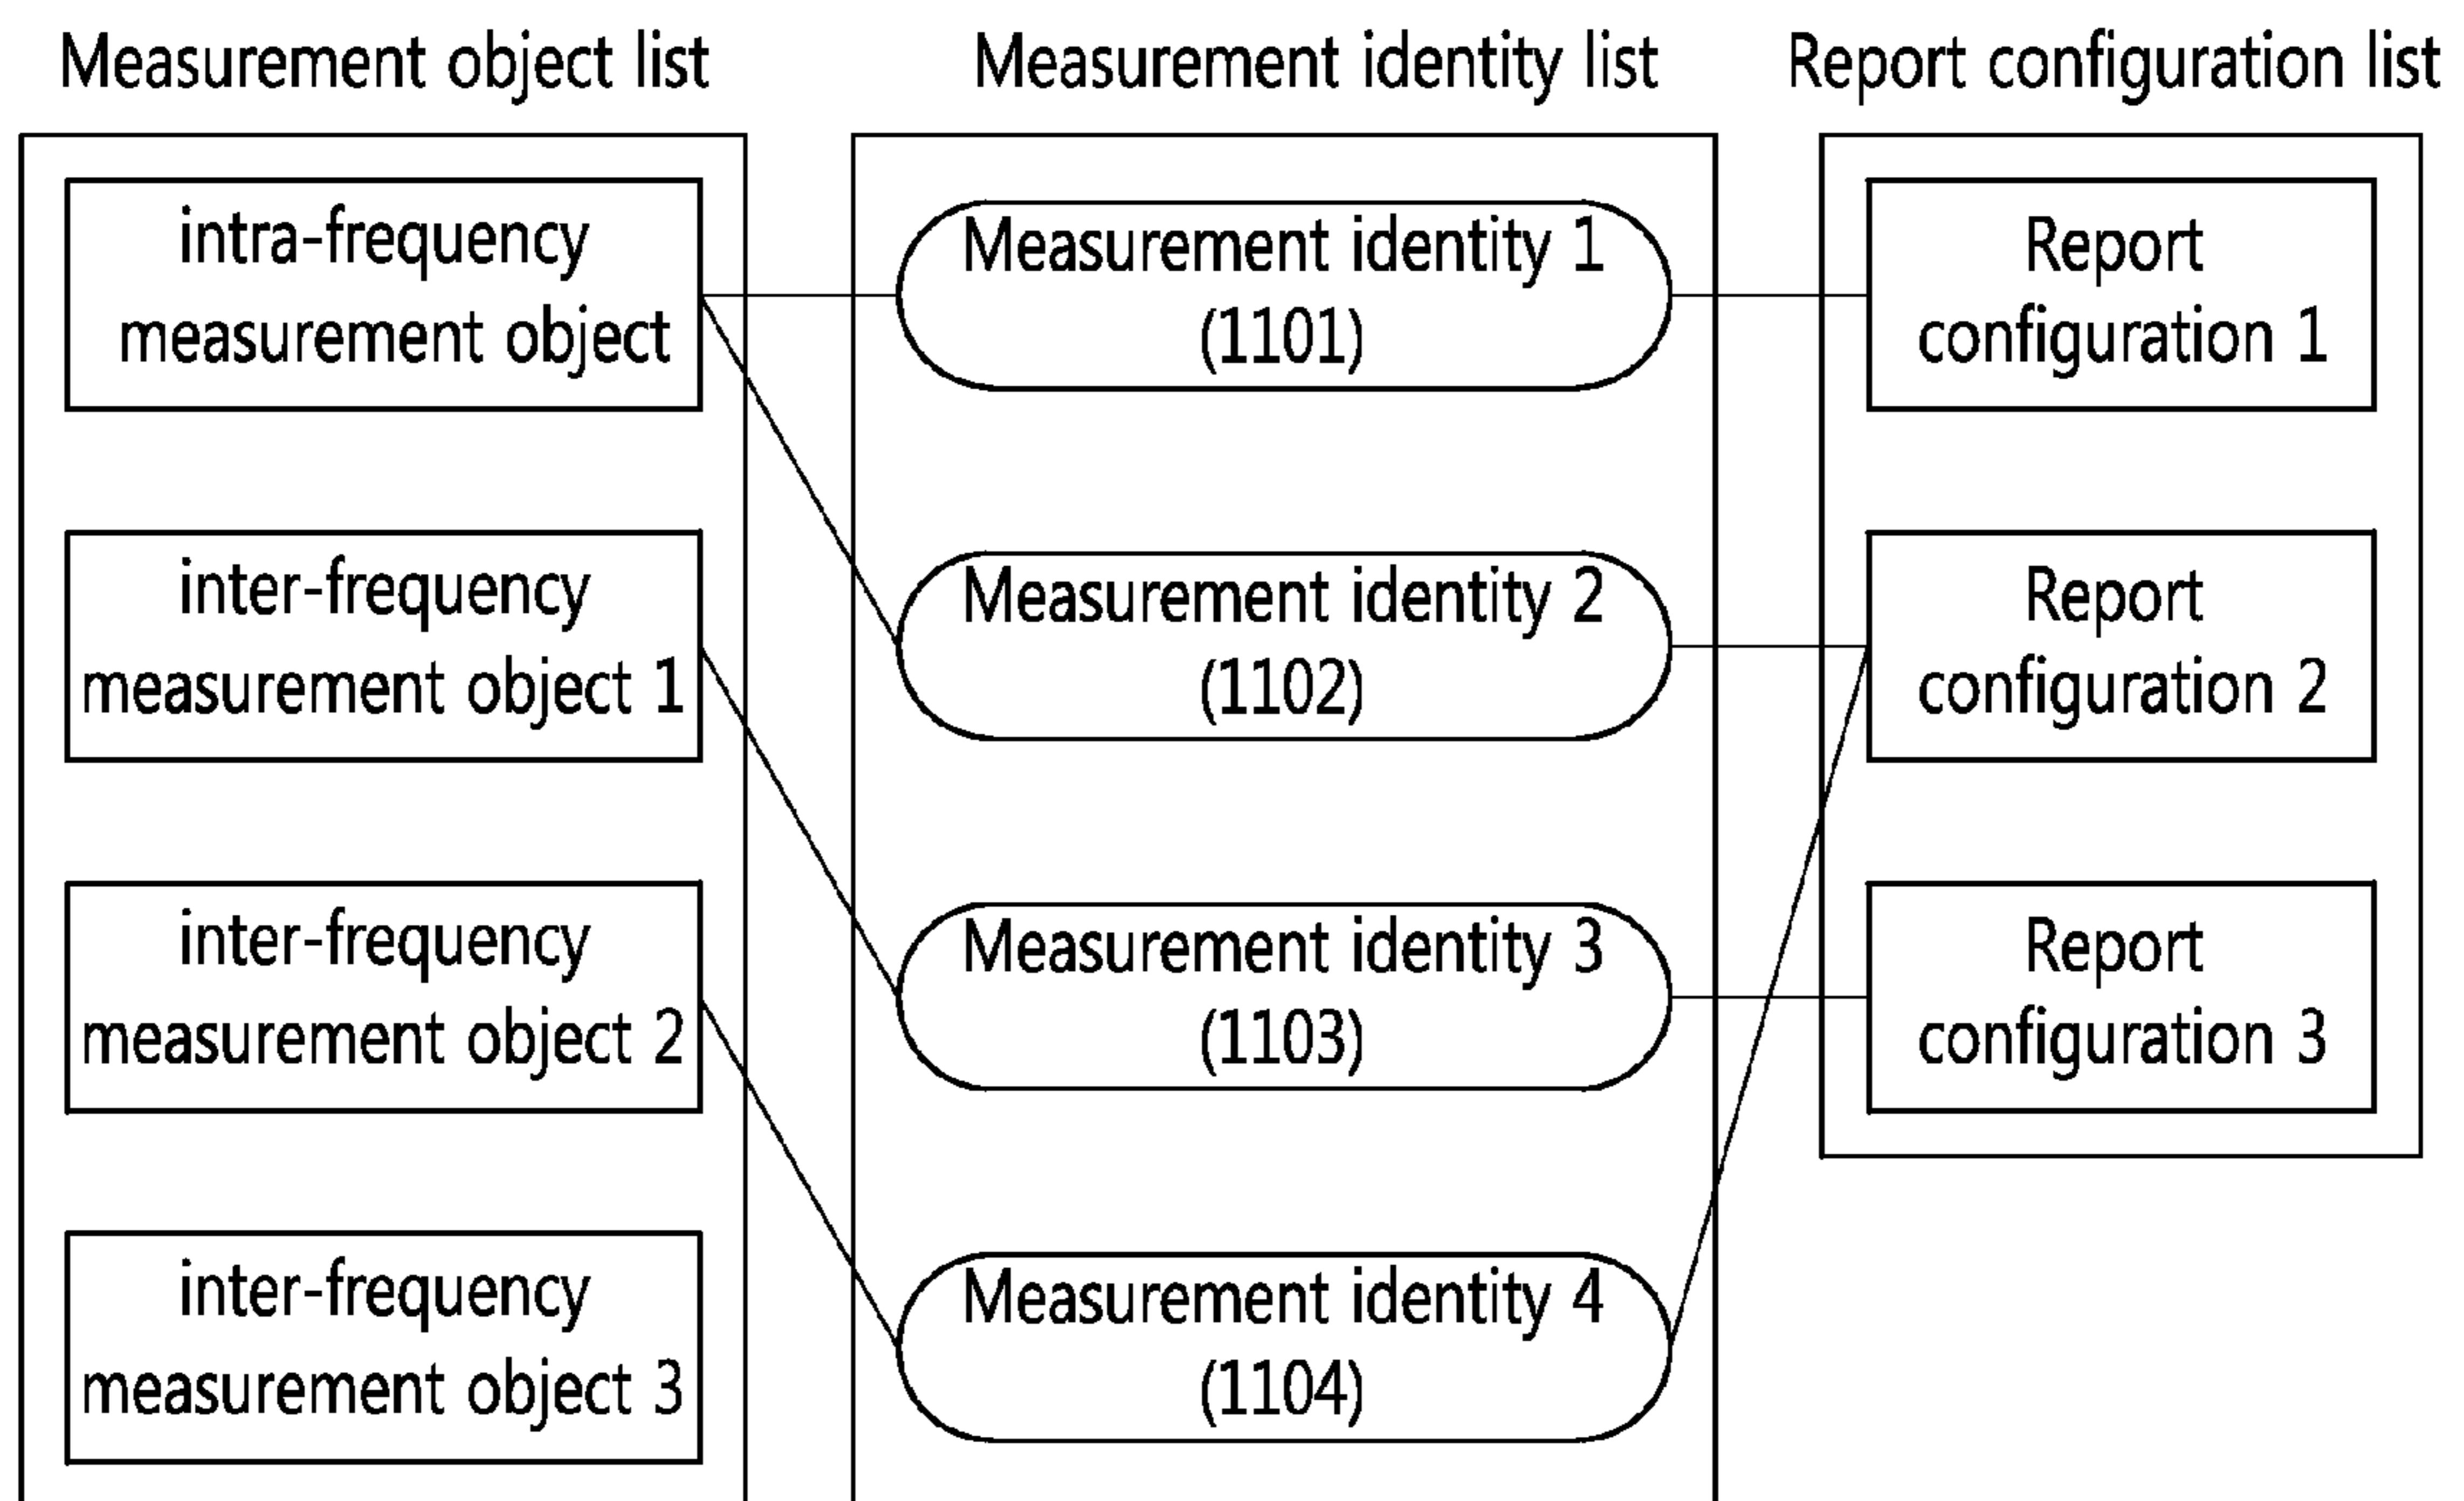 Measurement object list
intra-frequency
measurement object
inter-frequency
measurement object 1
inter-frequency
measurement object 2
inter-frequency
measurement object 3
Measurement identity list
Measurement identity 1
(1101)
Measurement identity 2
(1102)
Measurement identity 3
(1103)
Measurement identity 4
(1104)
Report configuration list
Report
configuration 1
Report
configuration 2
Report
configuration 3